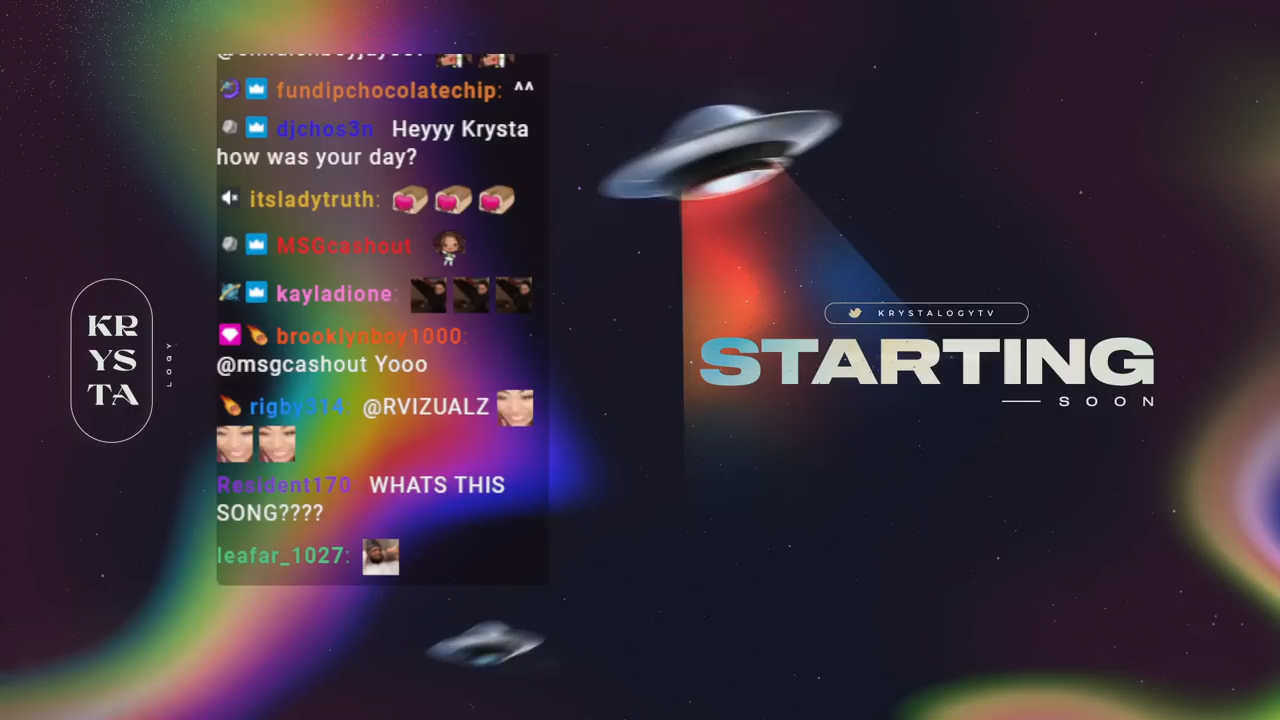 fundipchocolatechip: ^^
djchos3n Heyyy Krysta
how was your day?
itsladytruth:
MSGcashout
kayladione:
brooklynboy1000:
@msgcashout Yooo
rigby314: @RVIZUALZ
Resident170: WHATS THIS
SONG????
leafar_1027:
KR
YS
TA
LOGY
KRYSTALOGYTV
STARTING
SOON